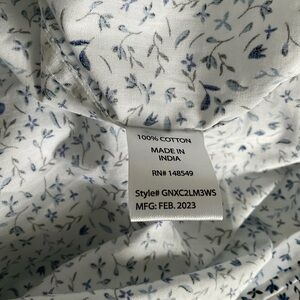 100% COTTON
MADE IN
INDIA
RN# 148549
Style# GNXC2LM3WS
MFG: FEB. 2023